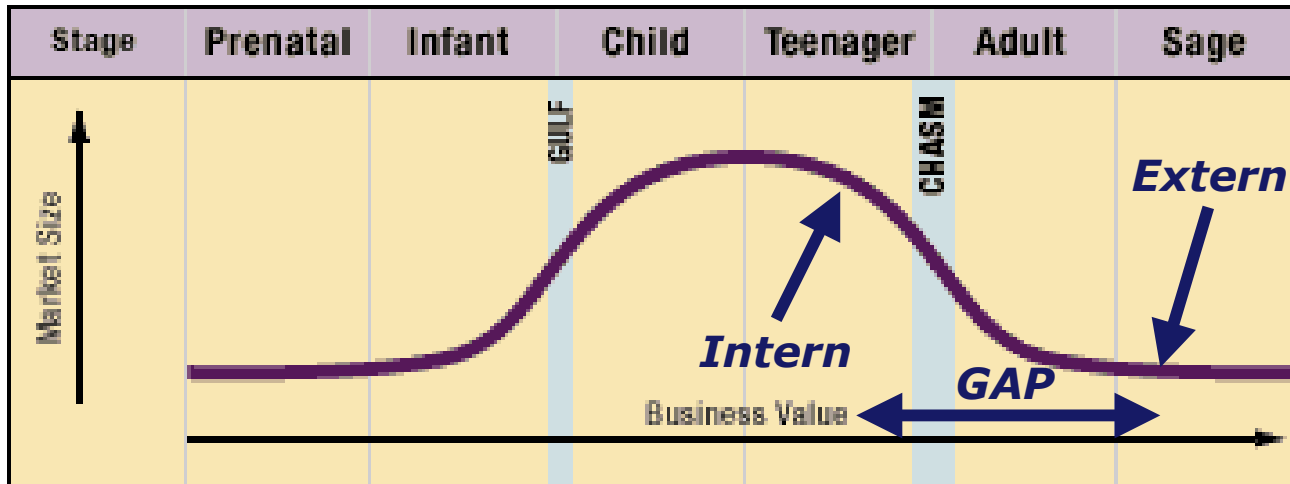 Stage Prenatal Infant Child Teenager Adult Sage
GULF
CHASM
Extern
Market Size
Intern
GAP
Business Value